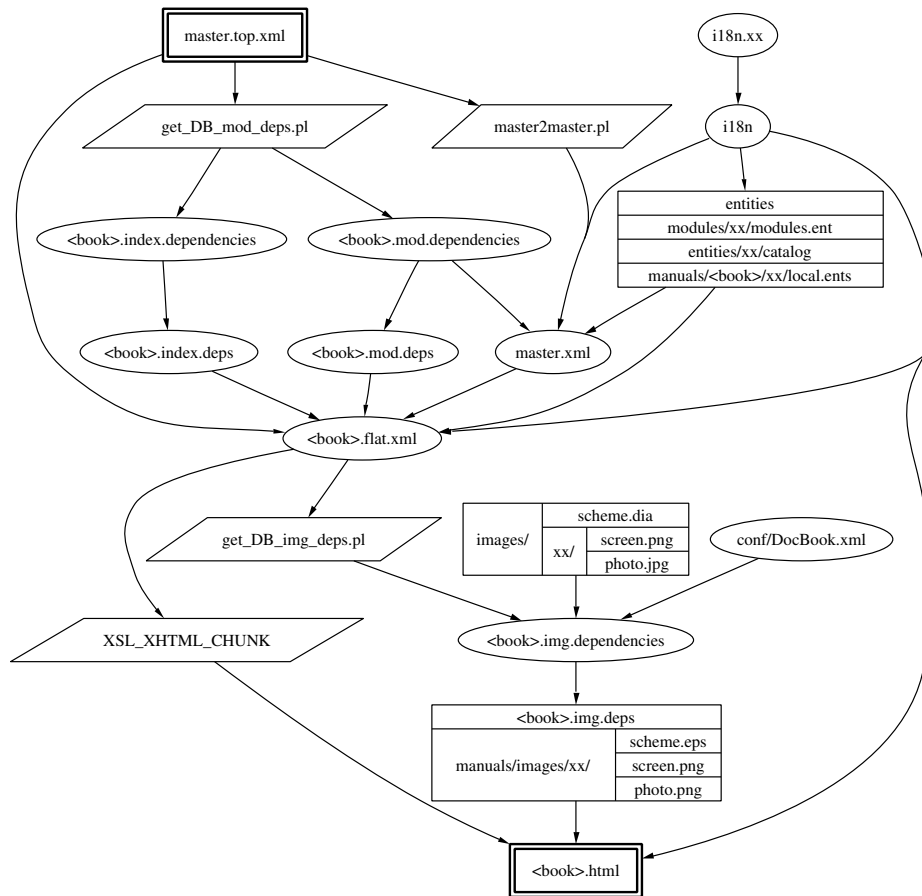 master.top.xml
i18n.xx
get_DB_mod_deps.pl
master2master.pl
i18n
entities
modules/xx/modules.ent
entities/xx/catalog
manuals/<book>/xx/local.ents
<book>.index.dependencies
<book>.mod.dependencies
<book>.index.deps
<book>.mod.deps
master.xml
<book>.flat.xml
get_DB_img_deps.pl
images/
scheme.dia
xx/
screen.png
photo.jpg
conf/DocBook.xml
XSL_XHTML_CHUNK
<book>.img.dependencies
<book>.img.deps
manuals/images/xx/
scheme.eps
screen.png
photo.png
<book>.html